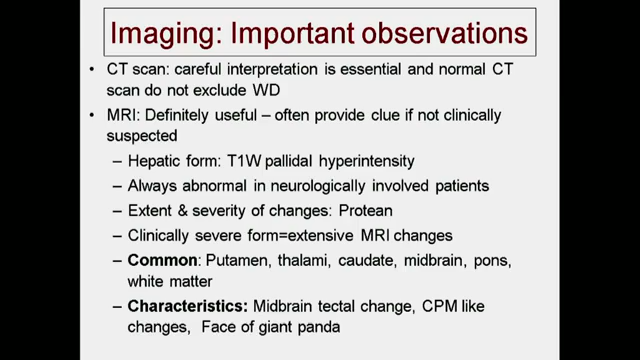 Imaging: Important observations
• CT scan: careful interpretation is essential and normal CT
scan do not exclude WD
• MRI: Definitely useful – often provide clue if not clinically
suspected
– Hepatic form: T1W pallidal hyperintensity
– Always abnormal in neurologically involved patients
– Extent & severity of changes: Protean
– Clinically severe form=extensive MRI changes
– Common: Putamen, thalami, caudate, midbrain, pons,
white matter
– Characteristics: Midbrain tectal change, CPM like
changes, Face of giant panda